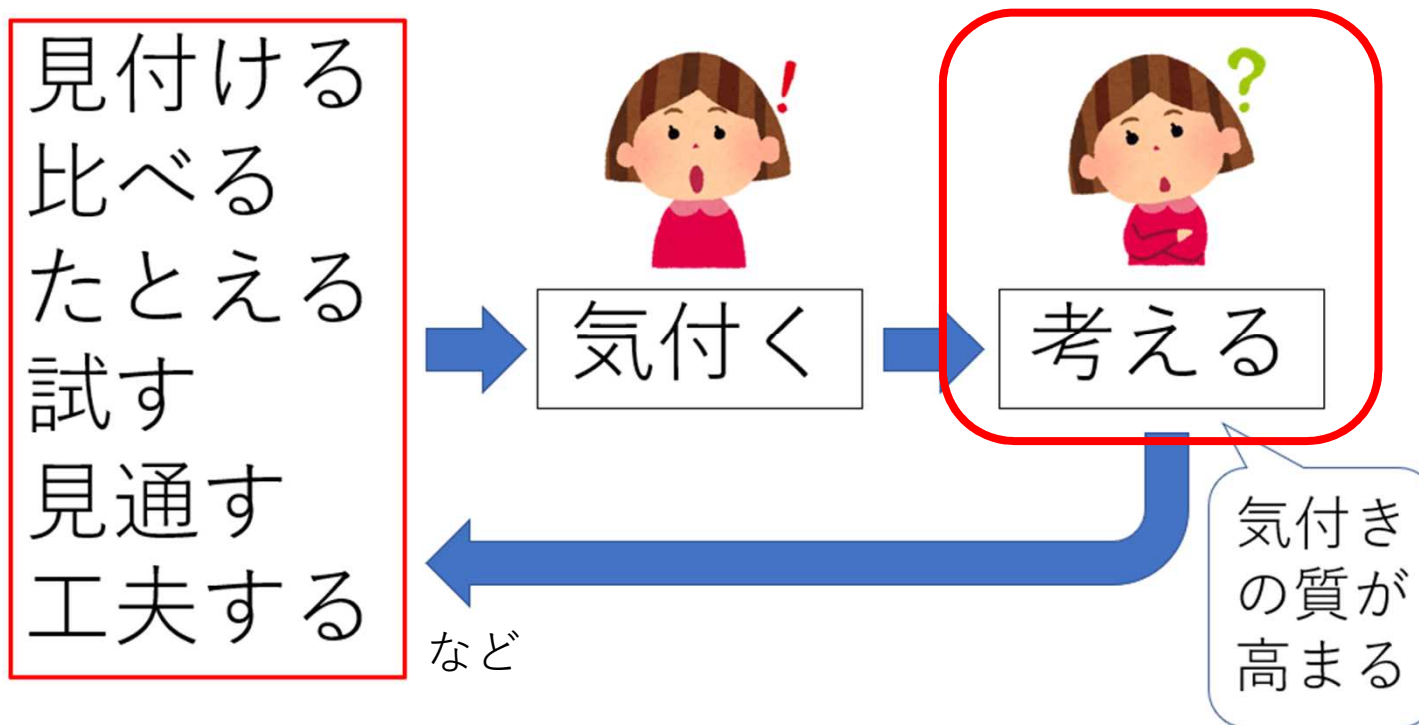 見付ける
比べる
たとえる
試す
見通す
工夫する
など
!
気付く
?
考える
気付き
の質が
高まる